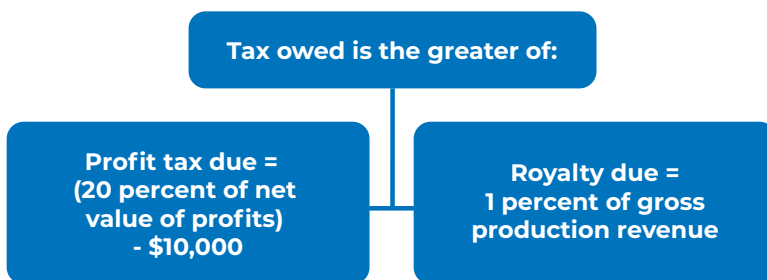 Tax owed is the greater of:
Profit tax due =
(20 percent of net
value of profits)
- $10,000
Royalty due =
1 percent of gross
production revenue